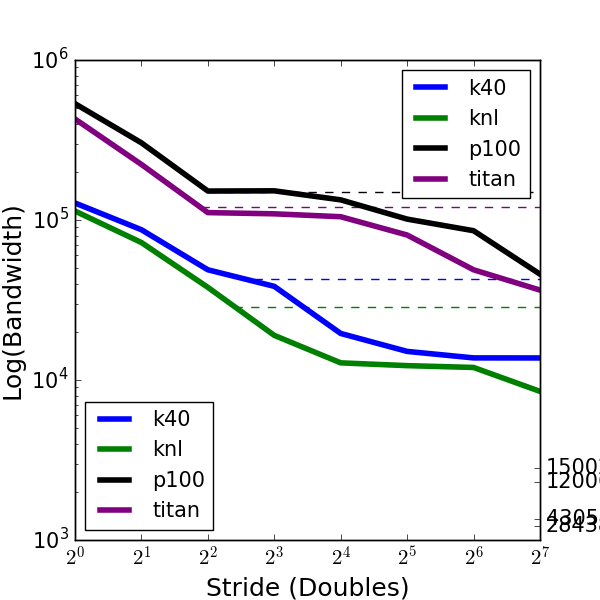 10^6
k40
knl
p100
titan
10^5
Log(Bandwidth)
10^4
k40
knl
p100
titan
10^3
2^0 2^1 2^2 2^3 2^4 2^5 2^6 2^7
Stride (Doubles)